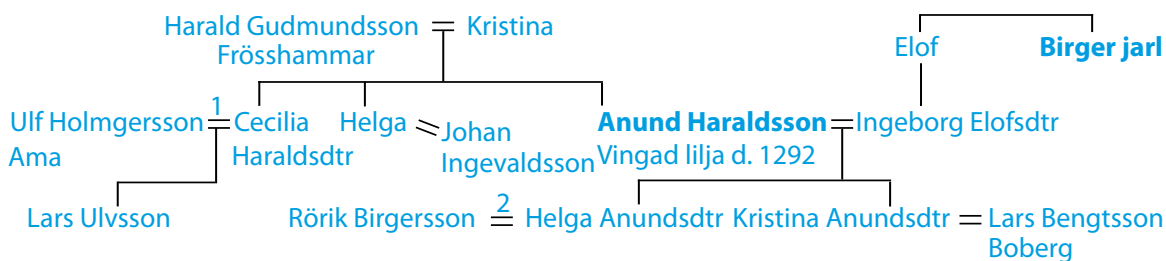 Harald Gudmundsson = Kristina
Frösshammar
Elof Birger jarl
1
Ulf Holmgersson = Cecilia Helga = Johan Anund Haraldsson = Ingeborg Elofsdtr
Ama Haraldsdtr Ingevaldsson Vingad lilja d. 1292
2
Lars Ulvsson Rörik Birgersson = Helga Anundsdtr Kristina Anundsdtr = Lars Bengtsson
Boberg